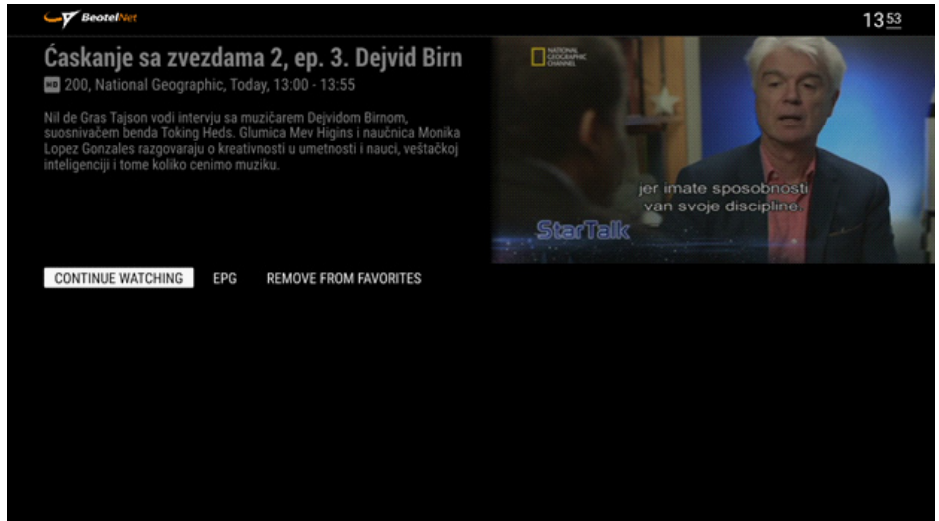 BeotelNet
13 53
Ćaskanje sa zvezdama 2, ep. 3. Dejvid Birn
HD 200, National Geographic, Today, 13:00 - 13:55
Nil de Gras Tajson vodi intervju sa muzičarem Dejvidom Birnom,
suosnivačem benda Toking Heds. Glumica Mev Higins i naučnica Monika
Lopez Gonzales razgovaraju o kreativnosti u umetnosti i nauci, veštačkoj
inteligenciji i tome koliko cenimo muziku.
NATIONAL
GEOGRAPHIC
CHANNEL
jer imate sposobnosti
van svoje discipline.
StarTalk
CONTINUE WATCHING
EPG
REMOVE FROM FAVORITES